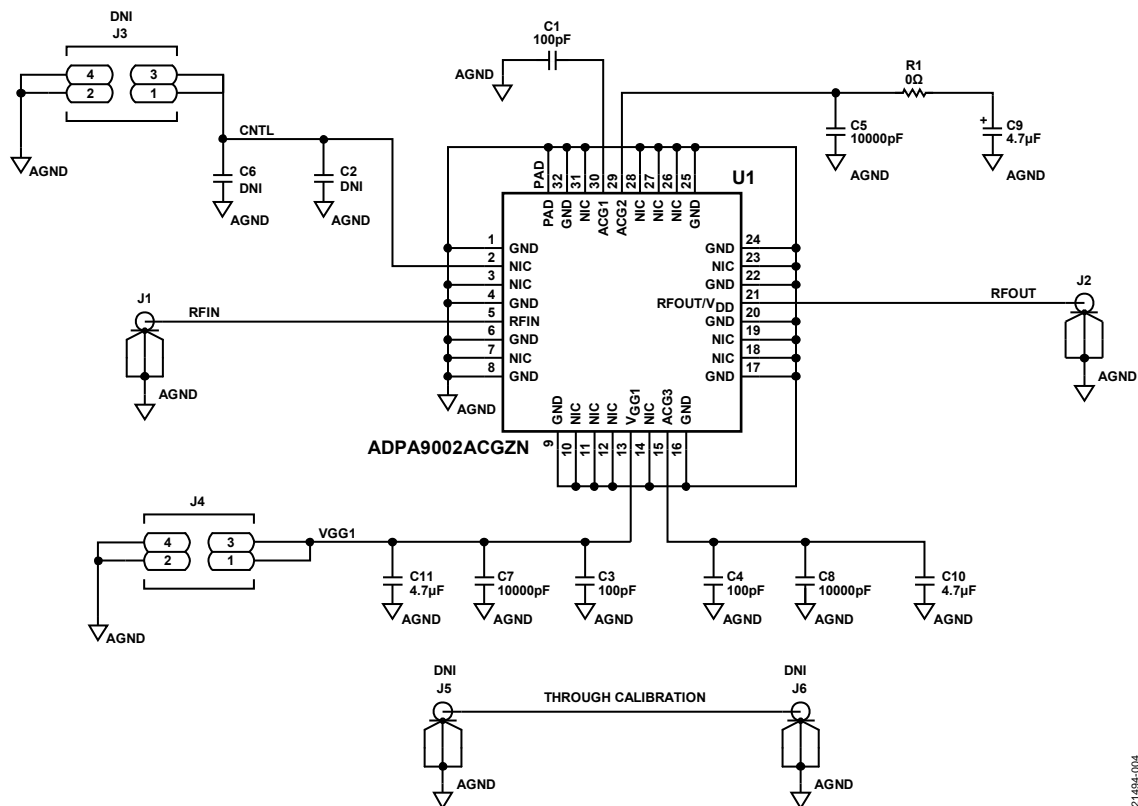 DNI
J3
4
3
2
1
AGND
CNTL
C6
DNI
AGND
C2
DNI
AGND
C1
100pF
AGND
R1
0Ω
C5
10000pF
AGND
C9
+
4.7µF
AGND
U1
PAD
32
31
30
29
28
27
26
25
PAD
GND
NIC
ACG1
ACG2
NIC
NIC
NIC
GND
1 GND
2 NIC
3 NIC
4 GND
5 RFIN
6 GND
7 NIC
8 GND
GND 24
NIC 23
GND 22
RFOUT/VDD 21
GND 20
NIC 19
NIC 18
GND 17
J1
RFIN
AGND
AGND
RFOUT
J2
AGND
GND
NIC
NIC
NIC
VGG1
NIC
ACG3
GND
9
10
11
12
13
14
15
16
ADPA9002ACGZN
J4
4
3
2
1
AGND
VGG1
C11
4.7µF
AGND
C7
10000pF
AGND
C3
100pF
AGND
C4
100pF
AGND
C8
10000pF
AGND
C10
4.7µF
AGND
DNI
J5
AGND
THROUGH CALIBRATION
DNI
J6
AGND
21494-004